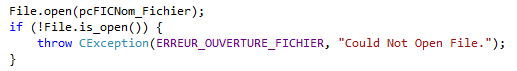 File.open(pcFICNom_Fichier);
if (!File.is_open()) {
    throw CException(ERREUR_OUVERTURE_FICHIER, "Could Not Open File.");
}